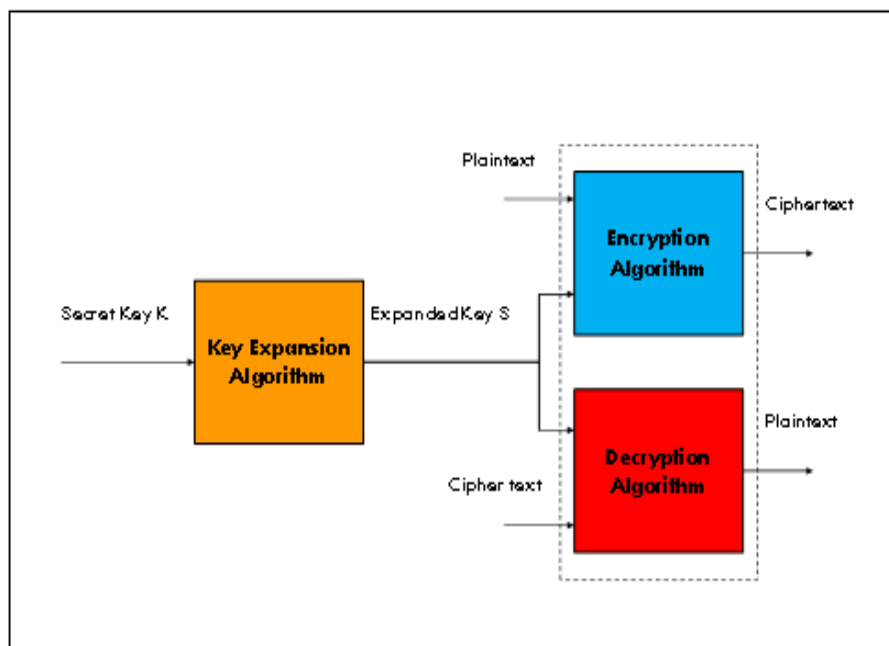 Plaintext
Encryption
Algorithm
Ciphertext
Secret Key K
Key Expansion
Algorithm
Expanded Key S
Decryption
Algorithm
Plaintext
Cipher text